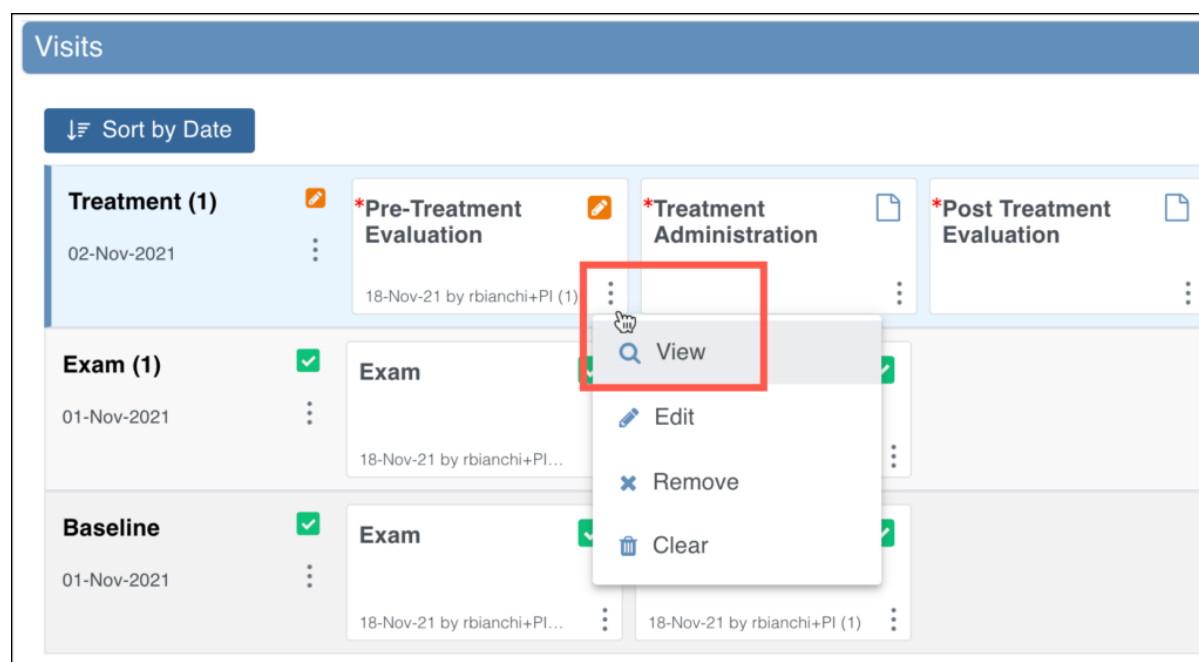 Visits
Sort by Date
Treatment (1)
02-Nov-2021
*Pre-Treatment
Evaluation
18-Nov-21 by rbianchi+PI (1)
*Treatment
Administration
*Post Treatment
Evaluation
Exam (1)
01-Nov-2021
Exam
18-Nov-21 by rbianchi+PI...
View
Edit
Remove
Clear
Baseline
01-Nov-2021
Exam
18-Nov-21 by rbianchi+PI...
18-Nov-21 by rbianchi+PI (1)